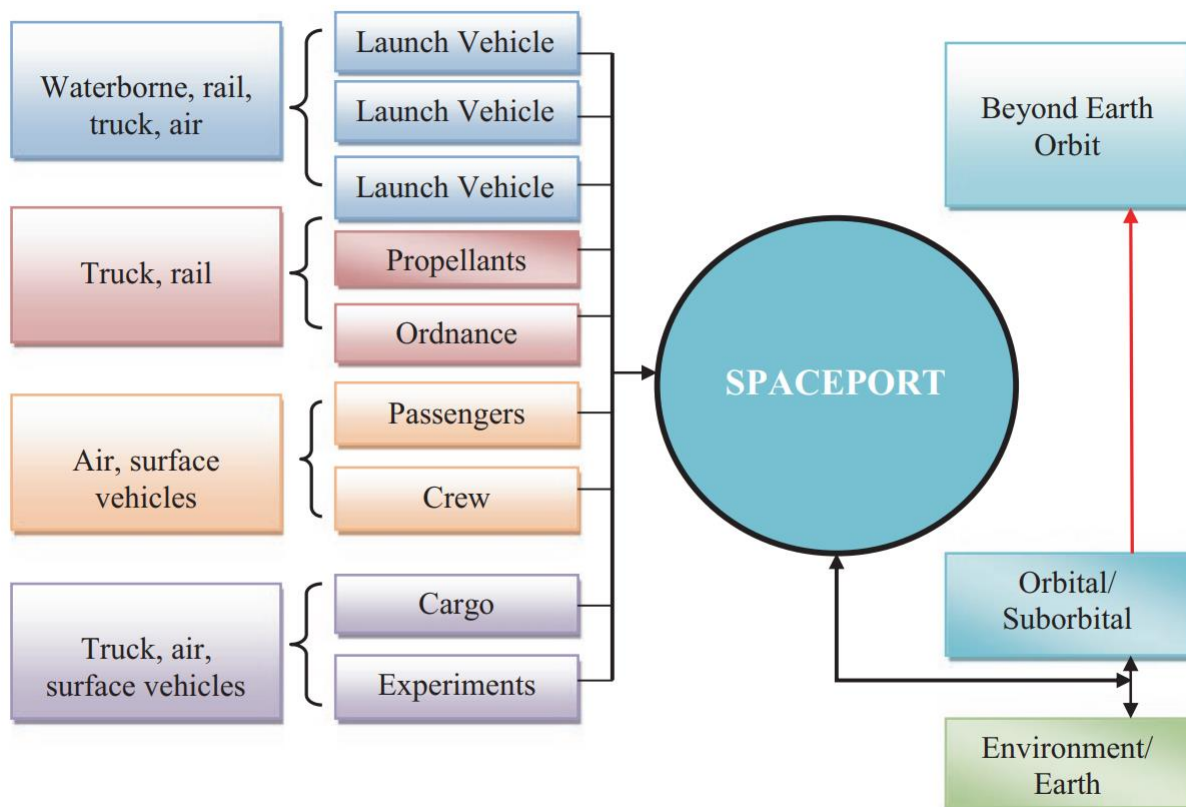 Waterborne, rail,
truck, air
Launch Vehicle
Launch Vehicle
Launch Vehicle
Truck, rail
Propellants
Ordnance
Air, surface
vehicles
Passengers
Crew
Truck, air,
surface vehicles
Cargo
Experiments
SPACEPORT
Beyond Earth
Orbit
Orbital/
Suborbital
Environment/
Earth